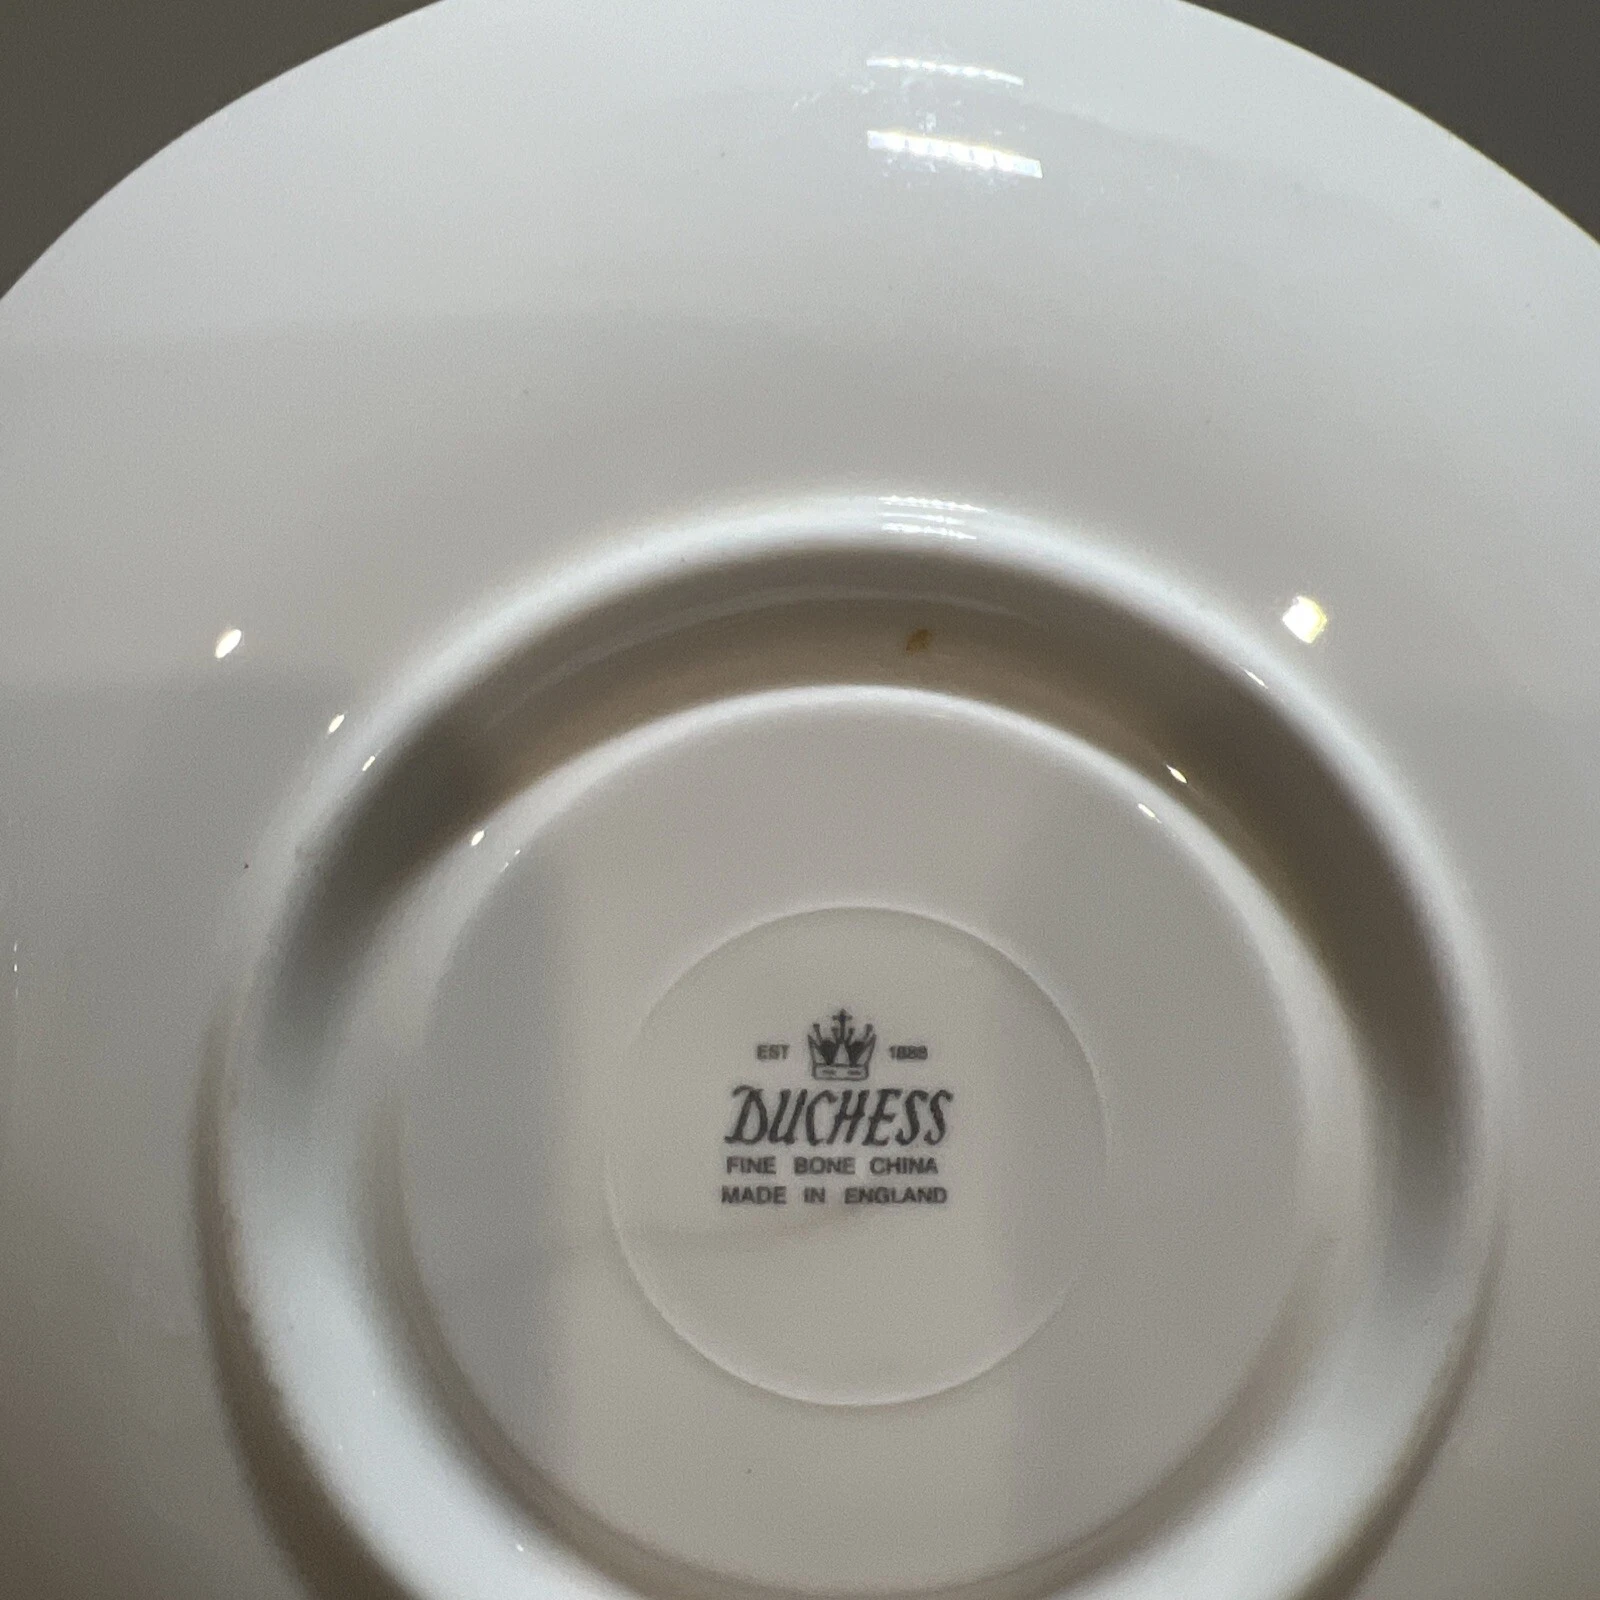 EST 1888
DUCHESS
FINE BONE CHINA
MADE IN ENGLAND